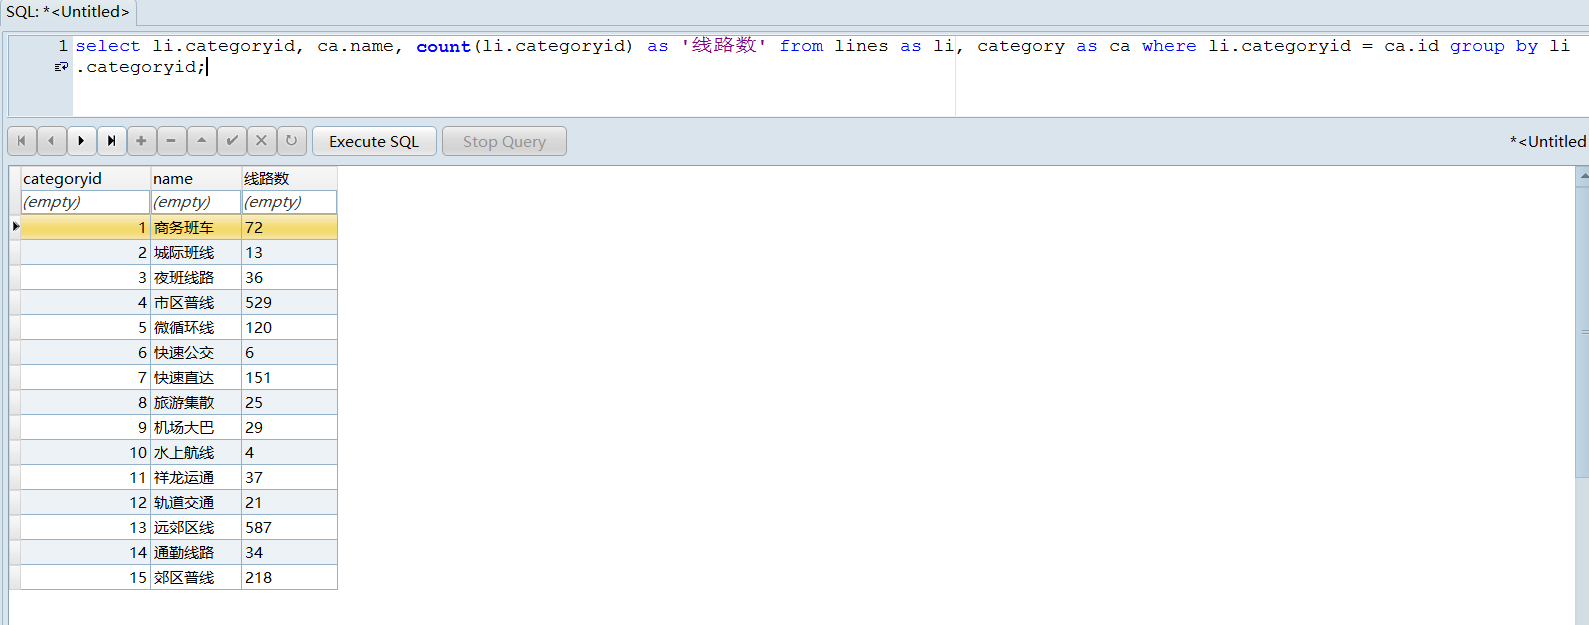 SQL: *<Untitled>
1 select li.categoryid, ca.name, count(li.categoryid) as '线路数' from lines as li, category as ca where li.categoryid = ca.id group by li
.categoryid;
Execute SQL Stop Query *<Untitled
categoryid name 线路数
(empty) (empty) (empty)
1 商务班车 72
2 城际班线 13
3 夜班线路 36
4 市区普线 529
5 微循环线 120
6 快速公交 6
7 快速直达 151
8 旅游集散 25
9 机场大巴 29
10 水上航线 4
11 祥龙运通 37
12 轨道交通 21
13 远郊区线 587
14 通勤线路 34
15 郊区普线 218